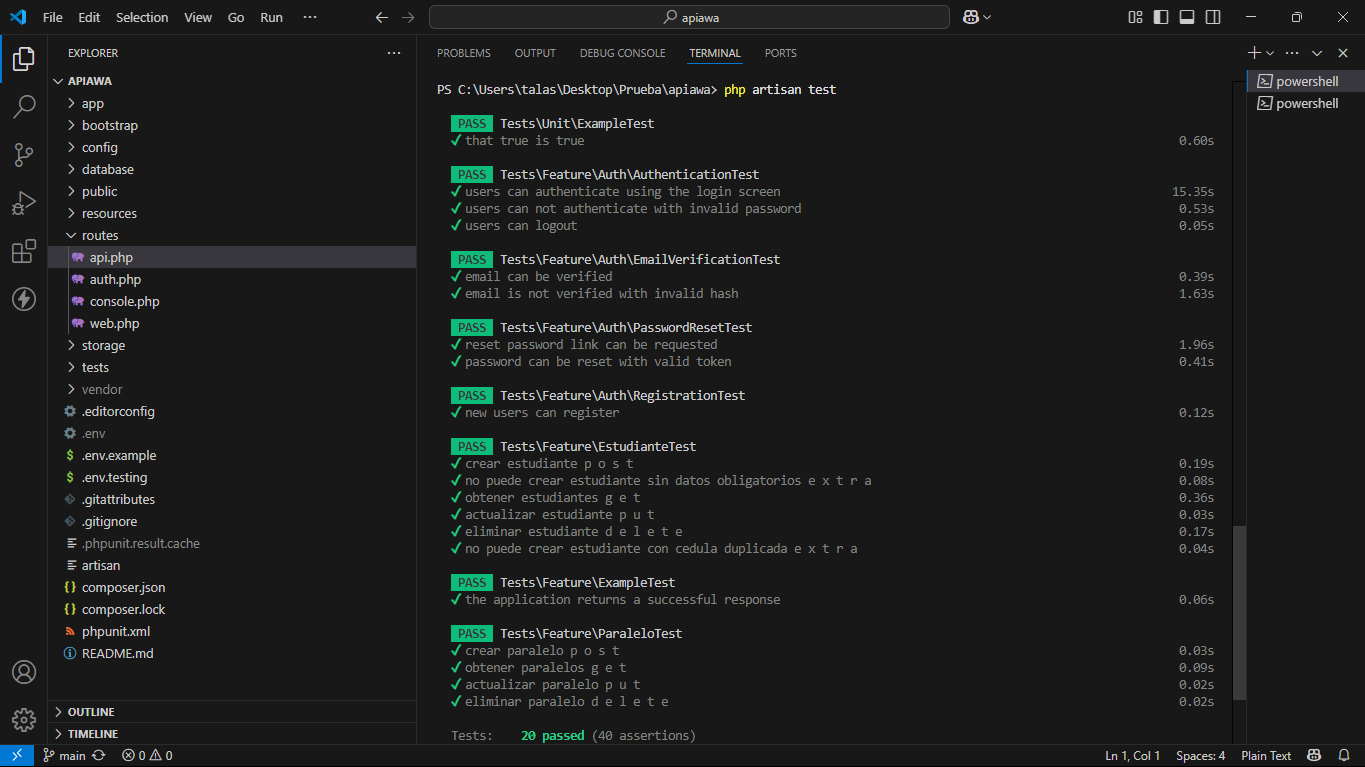 File Edit Selection View Go Run ··· apiawa
EXPLORER ···
APIAWA
app
bootstrap
config
database
public
resources
routes
api.php
auth.php
console.php
web.php
storage
tests
vendor
.editorconfig
.env
.env.example
.env.testing
.gitattributes
.gitignore
.phpunit.result.cache
artisan
composer.json
composer.lock
phpunit.xml
README.md
OUTLINE
TIMELINE
PROBLEMS OUTPUT DEBUG CONSOLE TERMINAL PORTS
PS C:\Users\talas\Desktop\Prueba\apiawa> php artisan test
PASS Tests\Unit\ExampleTest
✓ that true is true 0.60s
PASS Tests\Feature\Auth\AuthenticationTest
✓ users can authenticate using the login screen 15.35s
✓ users can not authenticate with invalid password 0.53s
✓ users can logout 0.05s
PASS Tests\Feature\Auth\EmailVerificationTest
✓ email can be verified 0.39s
✓ email is not verified with invalid hash 1.63s
PASS Tests\Feature\Auth\PasswordResetTest
✓ reset password link can be requested 1.96s
✓ password can be reset with valid token 0.41s
PASS Tests\Feature\Auth\RegistrationTest
✓ new users can register 0.12s
PASS Tests\Feature\EstudianteTest
✓ crear estudiante p o s t 0.19s
✓ no puede crear estudiante sin datos obligatorios e x t r a 0.08s
✓ obtener estudiantes g e t 0.36s
✓ actualizar estudiante p u t 0.03s
✓ eliminar estudiante d e l e t e 0.17s
✓ no puede crear estudiante con cedula duplicada e x t r a 0.04s
PASS Tests\Feature\ExampleTest
✓ the application returns a successful response 0.06s
PASS Tests\Feature\ParaleloTest
✓ crear paralelo p o s t 0.03s
✓ obtener paralelos g e t 0.09s
✓ actualizar paralelo p u t 0.02s
✓ eliminar paralelo d e l e t e 0.02s
Tests: 20 passed (40 assertions)
powershell
powershell
main 0 0 Ln 1, Col 1 Spaces: 4 Plain Text